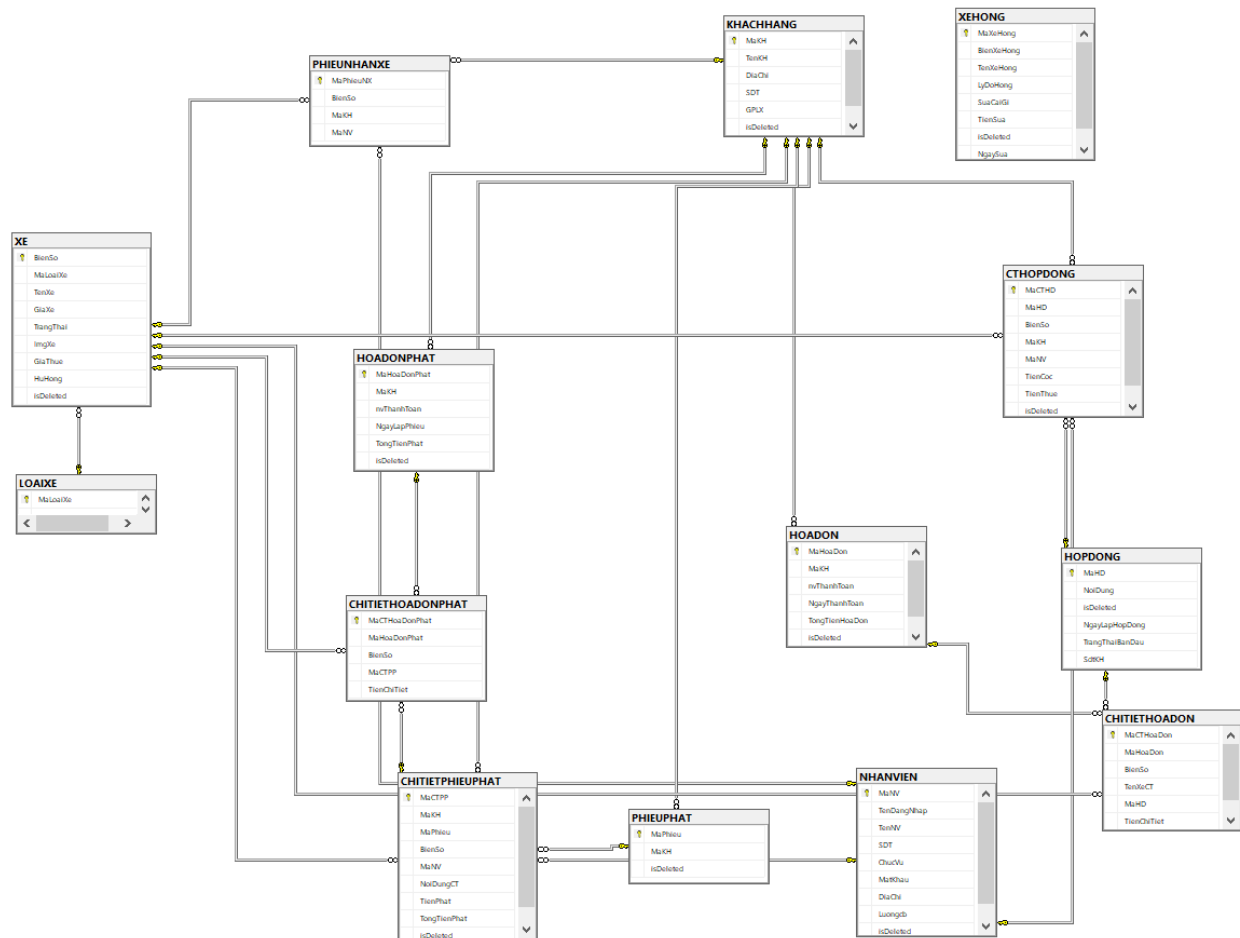 KHACHHANG
MaKH
TenKH
DiaChi
SDT
GPLX
isDeleted
XEHONG
MaXeHong
BienXeHong
TenXeHong
LyDoHong
SuaCaiGi
TienSua
isDeleted
NgaySua
PHIEUNHANXE
MaPhieuNX
BienSo
MaKH
MaNV
XE
BienSo
MaLoaiXe
TenXe
GiaXe
TrangThai
ImgXe
GiaThue
HuHong
isDeleted
CTHOPDONG
MaCTHD
MaHD
BienSo
MaKH
MaNV
TienCoc
TienThue
isDeleted
HOADONPHAT
MaHoaDonPhat
MaKH
nvThanhToan
NgayLapPhieu
TongTienPhat
isDeleted
LOAIXE
MaLoaiXe
HOADON
MaHoaDon
MaKH
nvThanhToan
NgayThanhToan
TongTienHoaDon
isDeleted
HOPDONG
MaHD
NoiDung
isDeleted
NgayLapHopDong
TrangThaiBanDau
SdtKH
CHITIETHOADONPHAT
MaCTHoaDonPhat
MaHoaDonPhat
BienSo
MaCTPP
TienChiTiet
CHITIETHOADON
MaCTHoaDon
MaHoaDon
BienSo
TenXeCT
MaHD
TienChiTiet
CHITIETPHIEUPHAT
MaCTPP
MaKH
MaPhieu
BienSo
MaNV
NoiDungCT
TienPhat
TongTienPhat
isDeleted
PHIEUPHAT
MaPhieu
MaKH
isDeleted
NHANVIEN
MaNV
TenDangNhap
TenNV
SDT
ChucVu
MatKhau
DiaChi
Luongcb
isDeleted